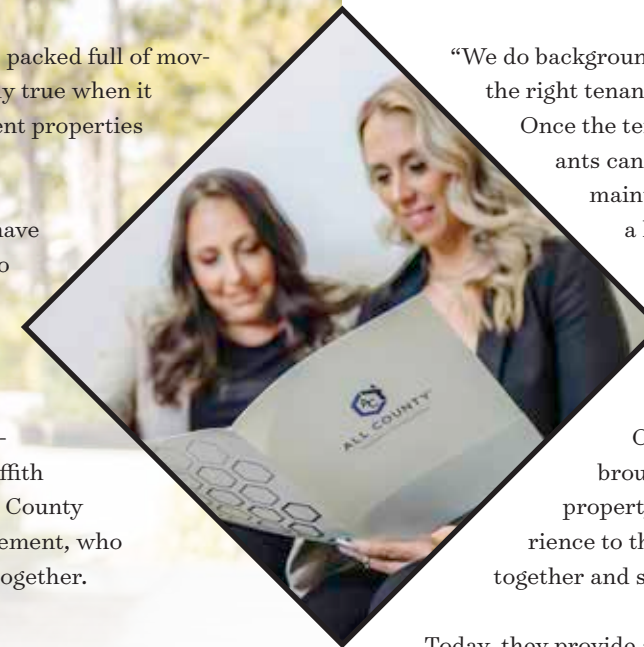 packed full of mov-
y true when it
ent properties
have
o
-
ffith
County
ement, who
ogether.
ALL COUNTY
"We do backgroun
the right tenan
Once the te
ants can
main
a
C
brou
propert
rience to th
together and s
Today, they provide